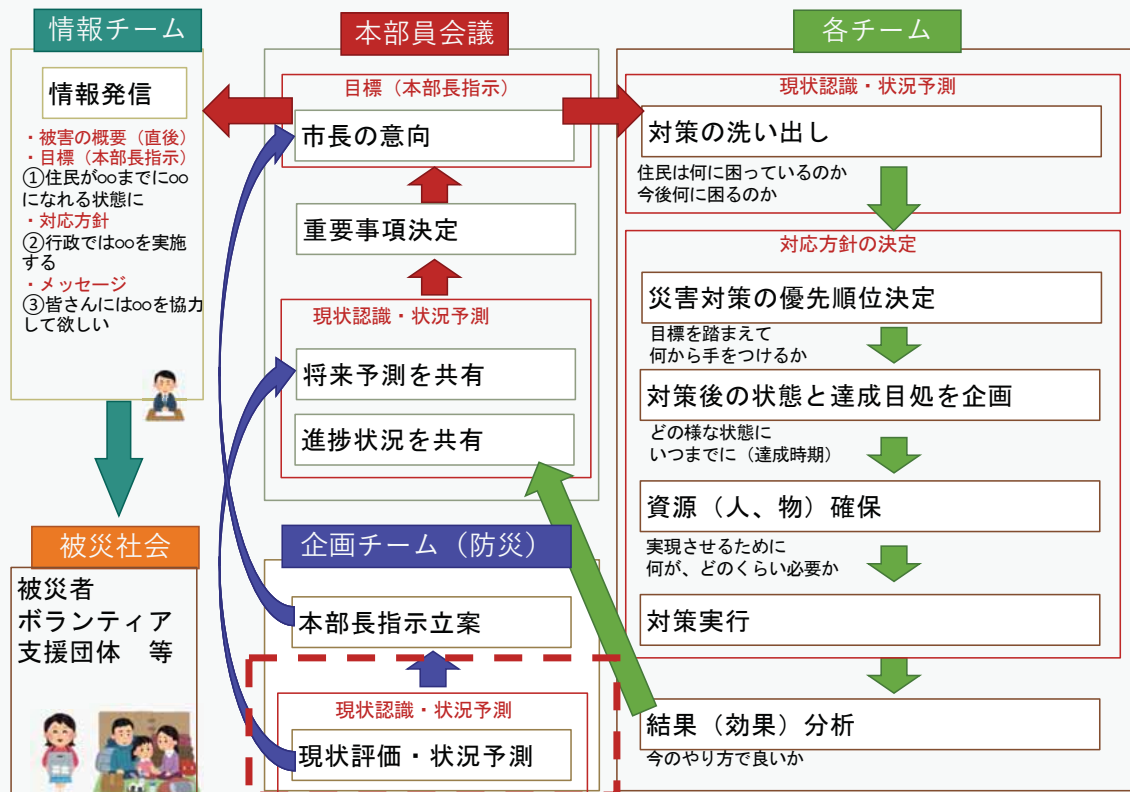 情報チーム
情報発信
・被害の概要（直後）
・目標（本部長指示）
①住民が○○までに○○
になれる状態に
・対応方針
②行政では○○を実施
する
・メッセージ
③皆さんには○○を協力
して欲しい
被災社会
被災者
ボランティア
支援団体　等
本部員会議
目標（本部長指示）
市長の意向
重要事項決定
現状認識・状況予測
将来予測を共有
進捗状況を共有
企画チーム（防災）
本部長指示立案
現状認識・状況予測
現状評価・状況予測
各チーム
現状認識・状況予測
対策の洗い出し
住民は何に困っているのか
今後何に困るのか
対応方針の決定
災害対策の優先順位決定
目標を踏まえて
何から手をつけるか
対策後の状態と達成目処を企画
どの様な状態に
いつまでに（達成時期）
資源（人、物）確保
実現させるために
何が、どのくらい必要か
対策実行
結果（効果）分析
今のやり方で良いか